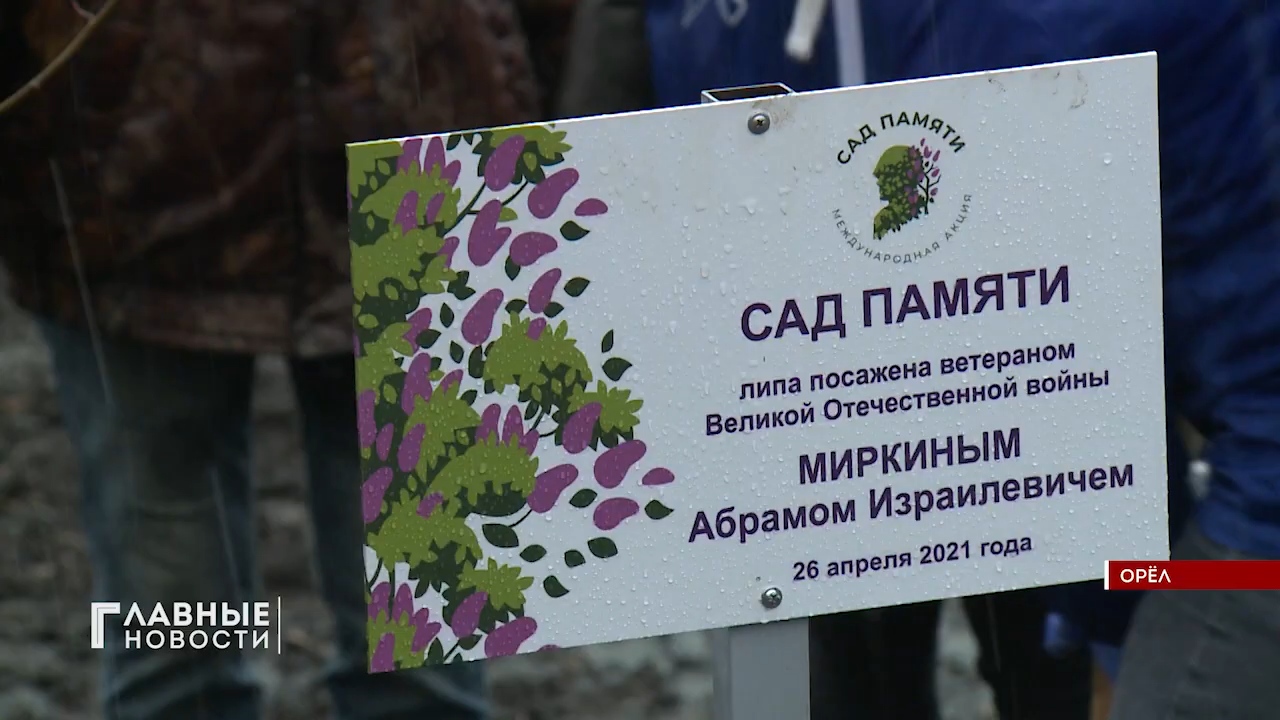 САД ПАМЯТИ
МЕЖДУНАРОДНАЯ АКЦИЯ
САД ПАМЯТИ
липа посажена ветераном
Великой Отечественной войны
МИРКИНЫМ
Абрамом Израилевичем
26 апреля 2021 года
ОРЁЛ
ГЛАВНЫЕ
НОВОСТИ